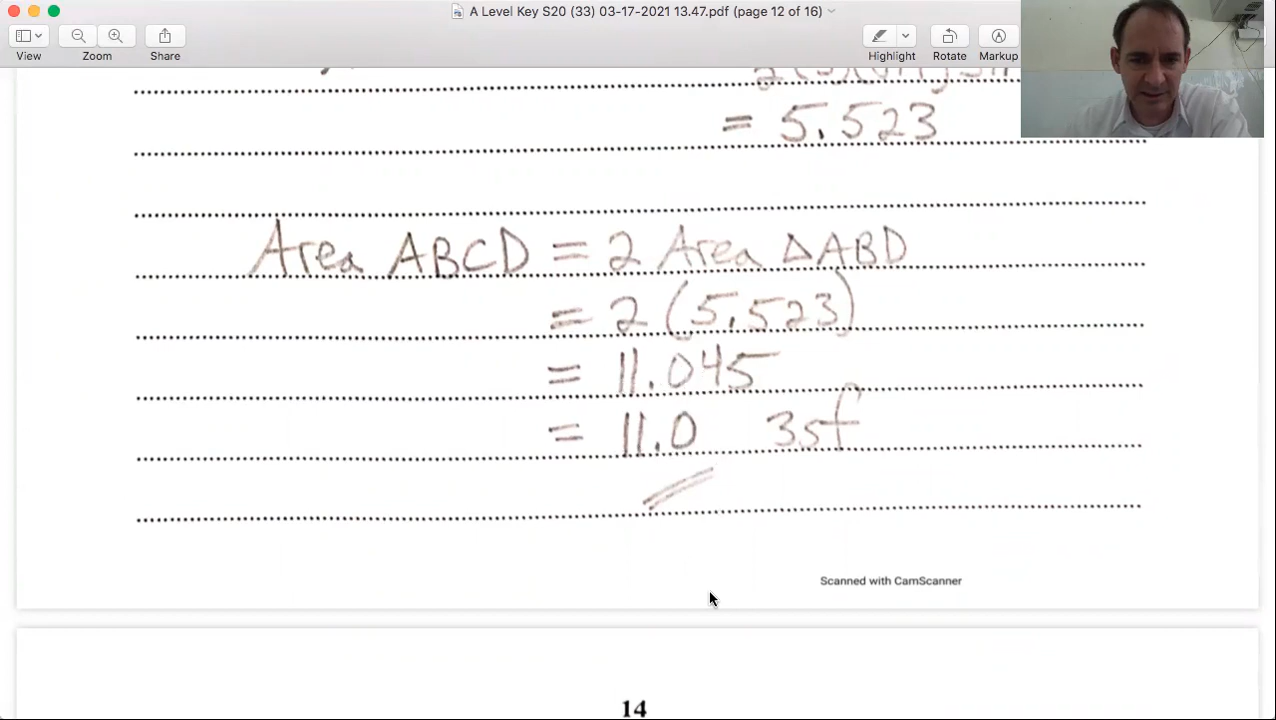 A Level Key S20 (33) 03-17-2021 13.47.pdf (page 12 of 16)
View Zoom Share Highlight Rotate Markup
= 5.523
Area ABCD = 2 Area ΔABD
= 2 (5.523)
= 11.045
= 11.0 3sf
Scanned with CamScanner
14